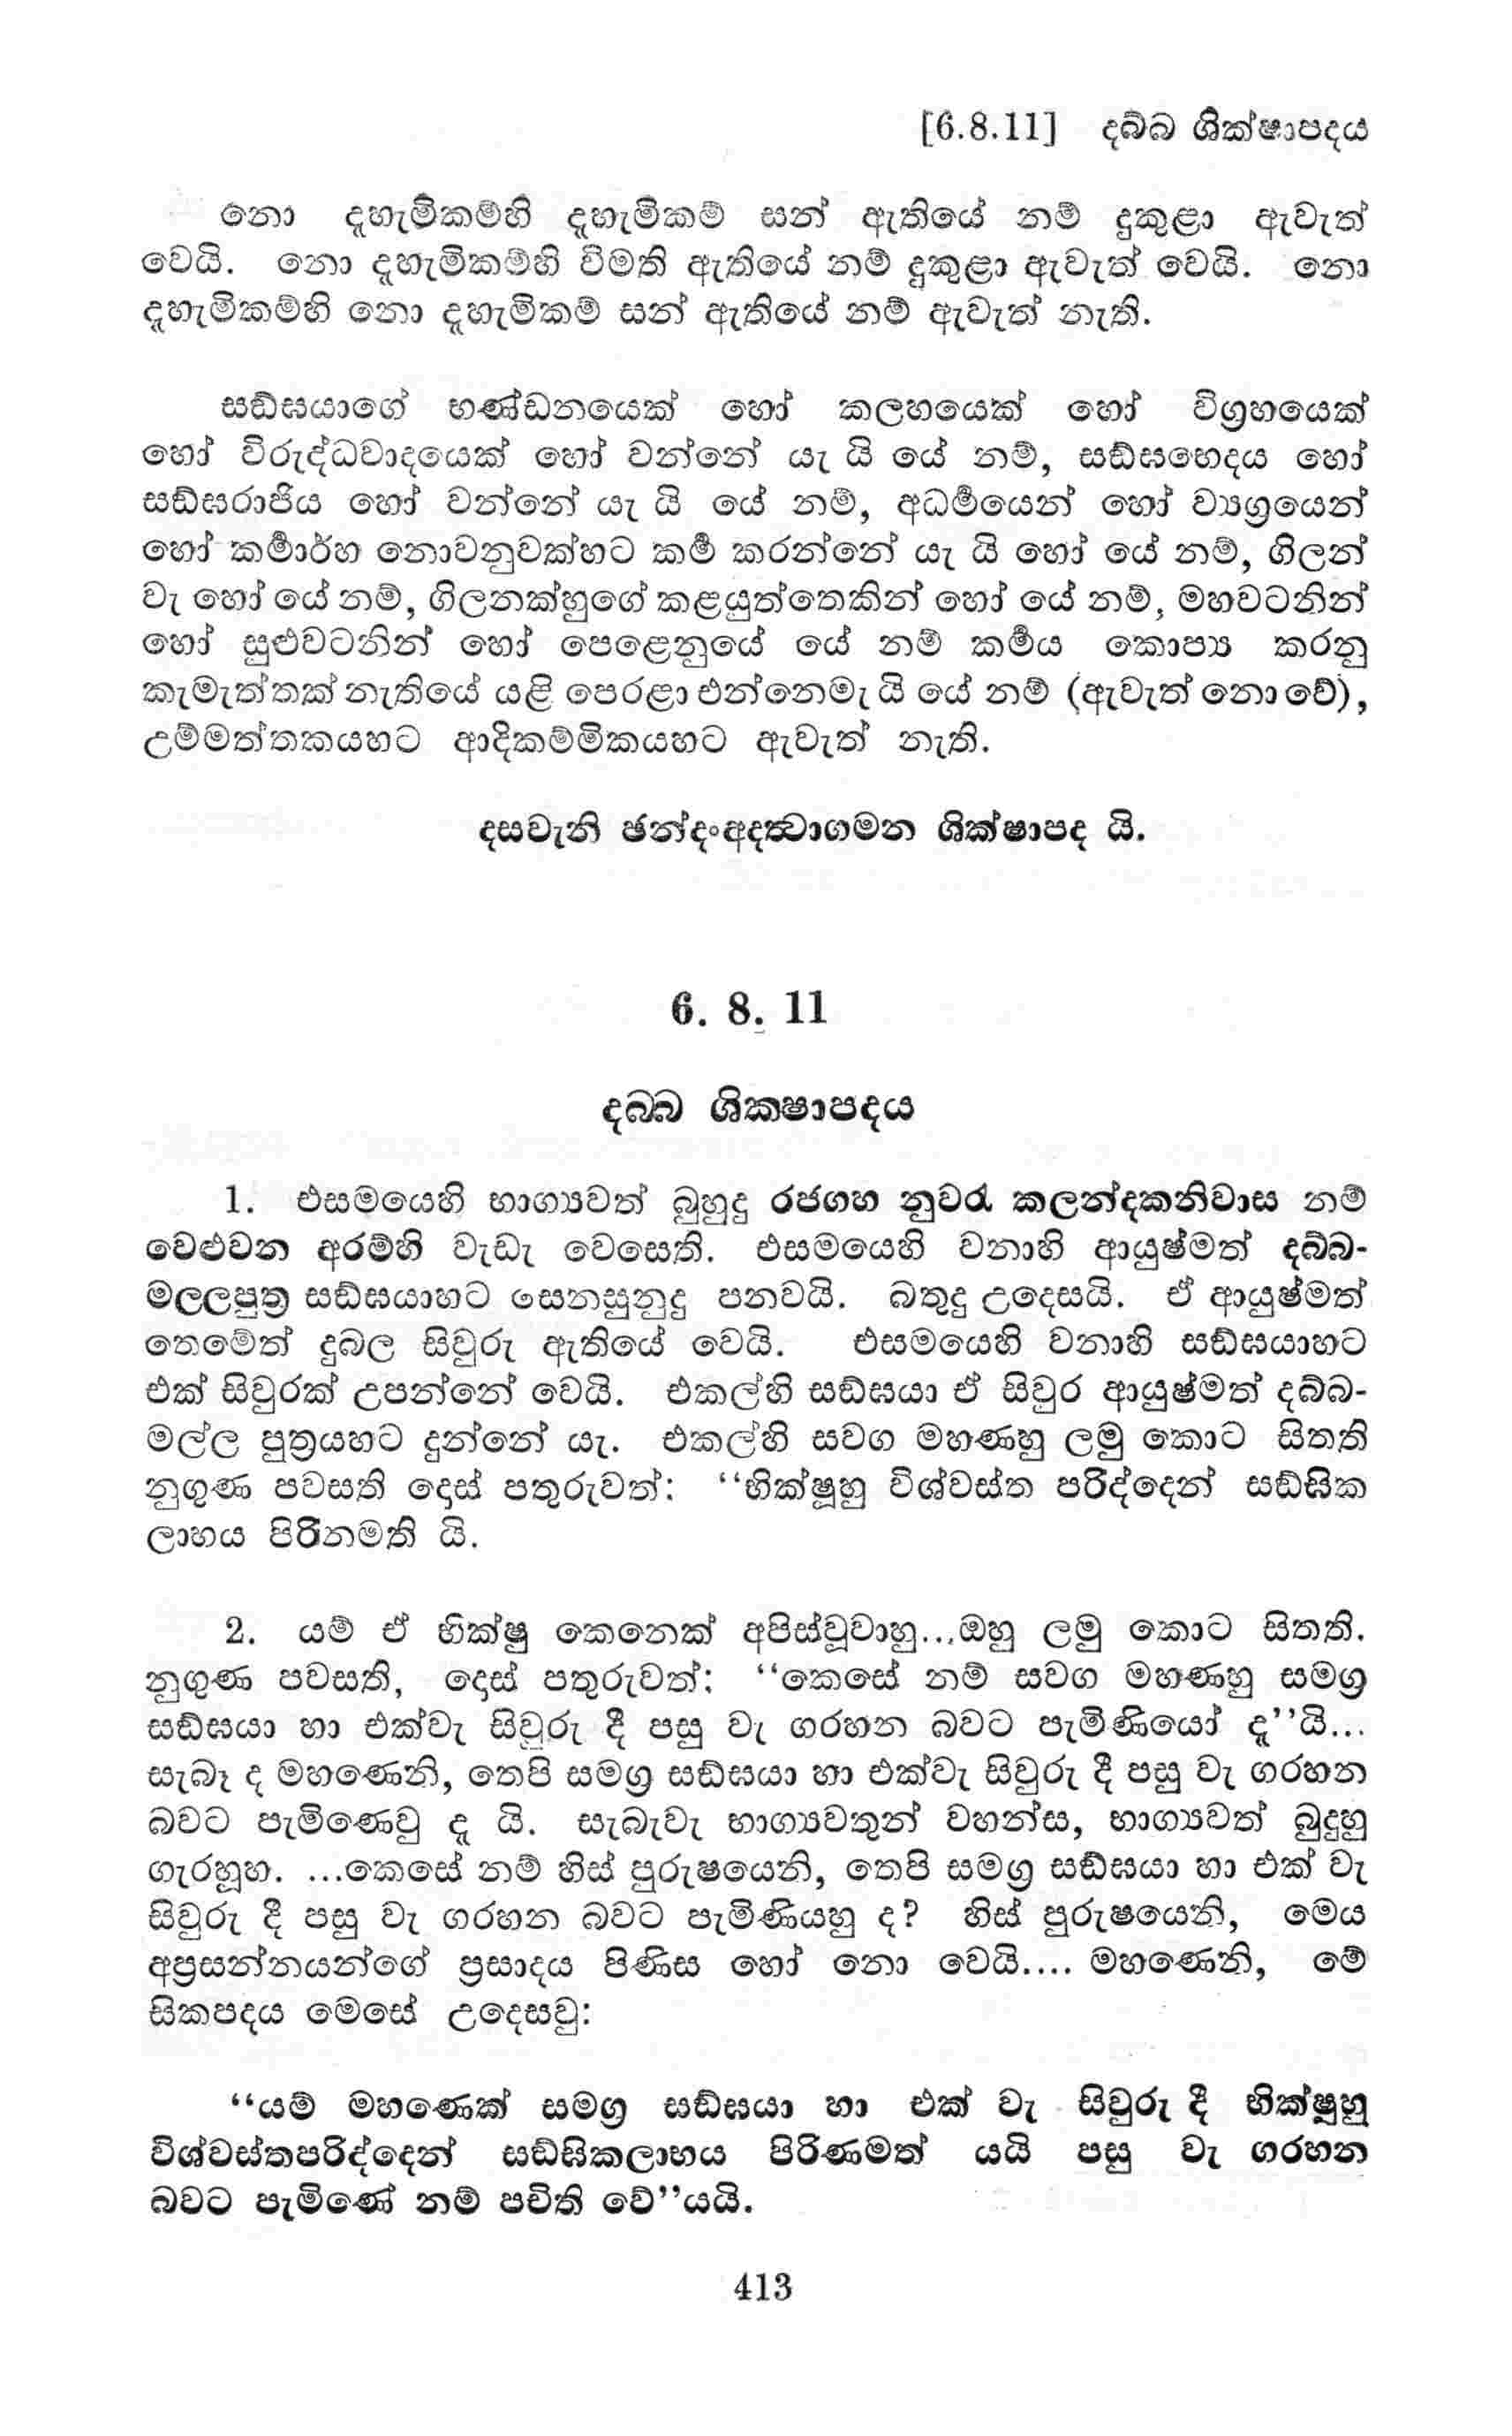 [6.8.11] දබ්බ ශික්ෂාපදය
නො දැහැමිකම්හි දැහැමිකම් සන් ඇතියේ නම් දුකුළා ඇවැත්
වෙයි. නො දැහැමිකම්හි විමති ඇතියේ නම් දුකුළා ඇවැත් වෙයි. නො
දැහැමිකම්හි නො දැහැමිකම් සන් ඇතියේ නම් ඇවැත් නැති.
සඞ්ඝයාගේ භණ්ඩනයෙක් හෝ කලහයෙක් හෝ විග්‍රහයෙක්
හෝ විරුද්ධවාදයෙක් හෝ වන්නේ යැ යි යේ නම්, සඞ්ඝභෙදය හෝ
සඞ්ඝරාජිය හෝ වන්නේ යැ යි යේ නම්, අධර්‍මයෙන් හෝ ව්‍යග්‍රයෙන්
හෝ කර්‍මාර්හ නොවනුවක්හට කර්‍ම කරන්නේ යැ යි හෝ යේ නම්, ගිලන්
වැ හෝ යේ නම්, ගිලනක්හුගේ කළයුත්තෙකින් හෝ යේ නම්, මහවටනින්
හෝ සුළුවටනින් හෝ පෙළෙනුයේ යේ නම් කර්‍මය කොප්‍ය කරනු
කැමැත්තක් නැතියේ යළි පෙරළා එන්නෙමැ යි යේ නම් (ඇවැත් නො වේ),
උම්මත්තකයහට ආදිකම්මිකයහට ඇවැත් නැති.
දසවැනි ඡන්දංඅදත්‍වාගමන ශික්ෂාපද යි.
6. 8. 11
දබ්බ ශික්ෂාපදය
1. එසමයෙහි භාග්‍යවත් බුහුදු රජගහ නුවරැ කලන්දකනිවාස නම්
වෙළුවන අරම්හි වැඩැ වෙසෙති. එසමයෙහි වනාහි ආයුෂ්මත් දබ්බ-
මල්ලපුත්‍ර සඞ්ඝයාහට සෙනසුනුදු පනවයි. බතුදු උදෙසයි. ඒ ආයුෂ්මත්
තෙමේත් දුබල සිවුරු ඇතියේ වෙයි. එසමයෙහි වනාහි සඞ්ඝයාහට
එක් සිවුරක් උපන්නේ වෙයි. එකල්හි සඞ්ඝයා ඒ සිවුර ආයුෂ්මත් දබ්බ-
මල්ල පුත්‍රයහට දුන්නේ යැ. එකල්හි සවග මහණහු ලමු කොට සිතති
නුගුණ පවසති දොස් පතුරුවත්: “භික්ෂූහු විශ්වස්ත පරිද්දෙන් සඞ්ඝික
ලාභය පිරිනමති යි.
2. යම් ඒ භික්ෂු කෙනෙක් අපිස්වූවාහු...ඔහු ලමු කොට සිතති.
නුගුණ පවසති, දොස් පතුරුවත්: “කෙසේ නම් සවග මහණහු සමග්‍ර
සඞ්ඝයා හා එක්වැ සිවුරු දී පසු වැ ගරහන බවට පැමිණියෝ දැ”යි...
සැබෑ ද මහණෙනි, තෙපි සමග්‍ර සඞ්ඝයා හා එක්වැ සිවුරු දී පසු වැ ගරහන
බවට පැමිණෙවු දැ යි. සැබැවැ භාග්‍යවතුන් වහන්ස, භාග්‍යවත් බුදුහු
ගැරහූහ. ...කෙසේ නම් හිස් පුරුෂයෙනි, තෙපි සමග්‍ර සඞ්ඝයා හා එක් වැ
සිවුරු දී පසු වැ ගරහන බවට පැමිණියහු ද? හිස් පුරුෂයෙනි, මෙය
අප්‍රසන්නයන්ගේ ප්‍රසාදය පිණිස හෝ නො වෙයි.... මහණෙනි, මේ
සිකපදය මෙසේ උදෙසවු:
“යම් මහණෙක් සමග්‍ර සඞ්ඝයා හා එක් වැ සිවුරු දී භික්ෂූහු
විශ්වස්තපරිද්දෙන් සඞ්ඝිකලාභය පිරිණමත් යයි පසු වැ ගරහන
බවට පැමිණේ නම් පචිති වේ”යයි.
413